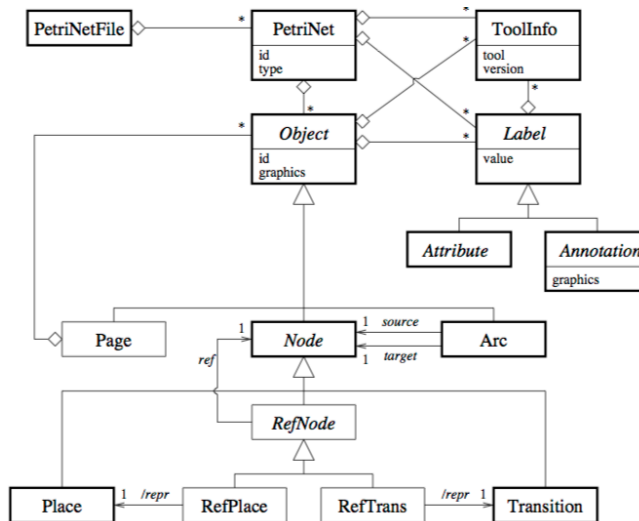 PetriNetFile
*
PetriNet
id
type
*
*
ToolInfo
tool
version
*
*
*
*
Object
id
graphics
*
*
Label
value
Attribute
Annotation
graphics
Page
1
Node
1
source
1
target
Arc
ref
RefNode
Place
1
/repr
RefPlace
RefTrans
/repr
1
Transition